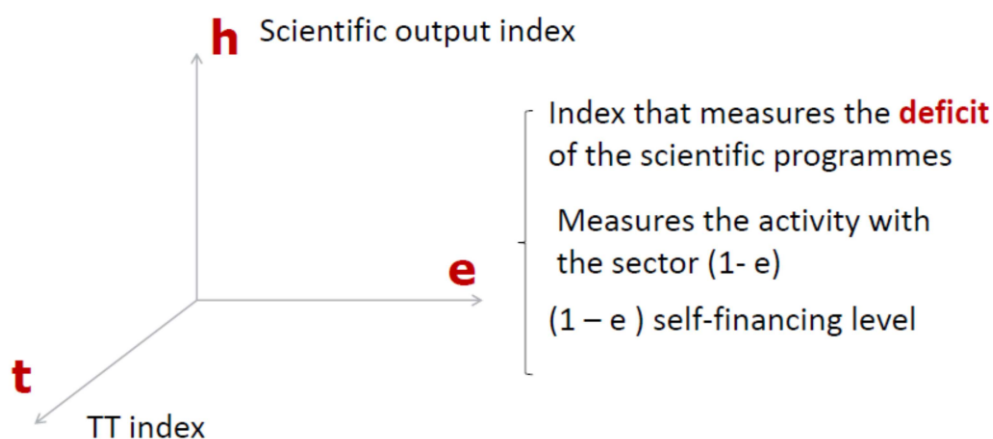 h Scientific output index
Index that measures the deficit
of the scientific programmes
Measures the activity with
the sector (1- e)
e
(1 – e ) self-financing level
t
TT index